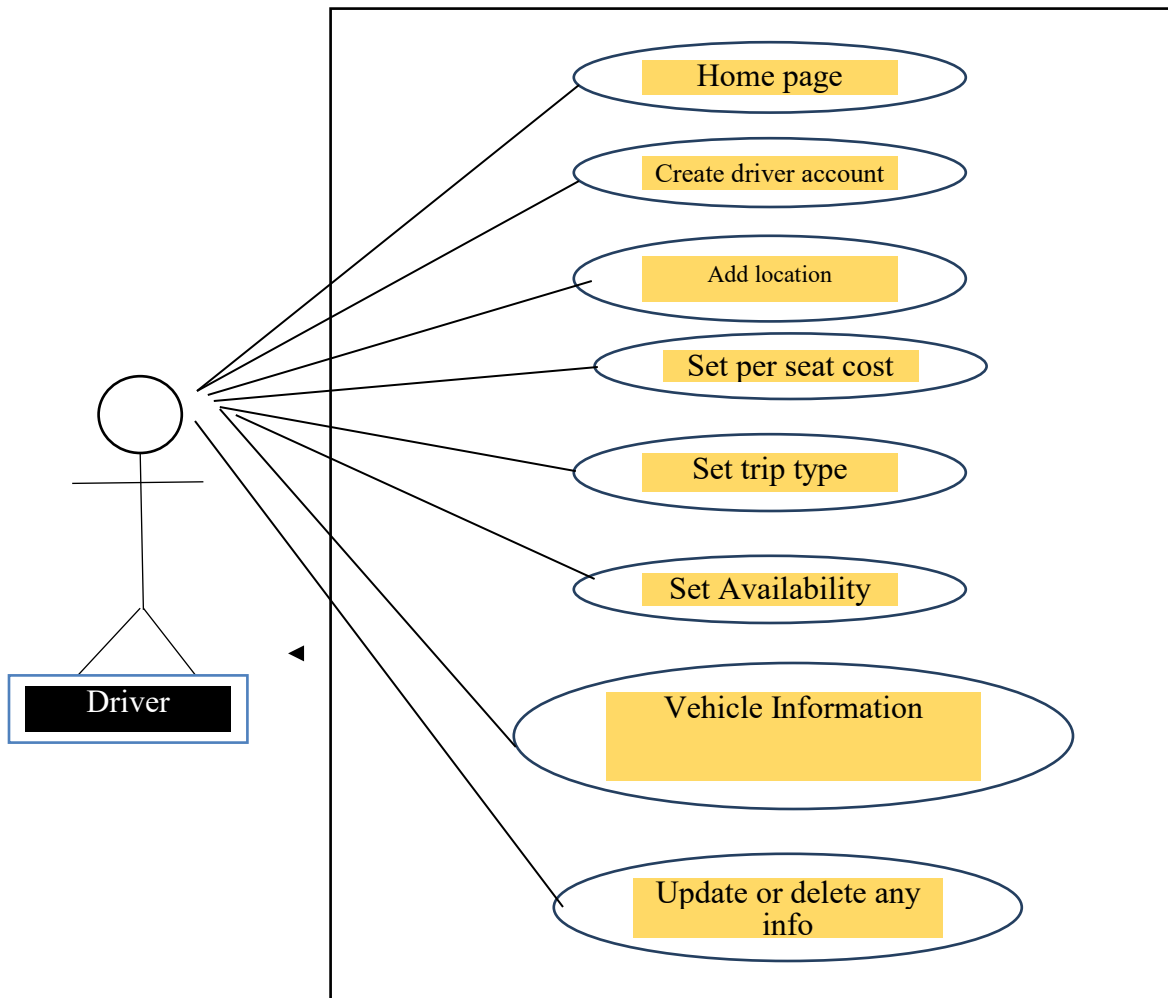 Home page
Create driver account
Add location
Set per seat cost
Set trip type
Set Availability
Driver
Vehicle Information
Update or delete any
info